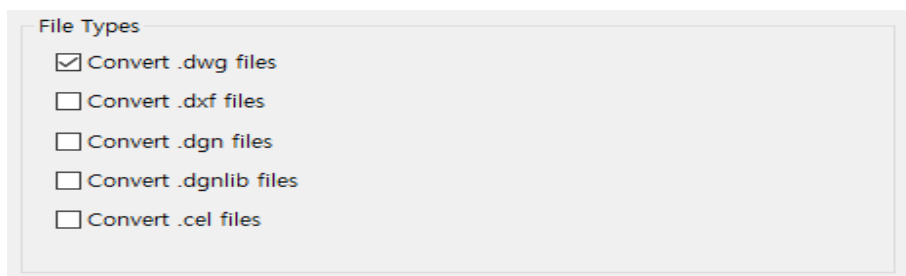 File Types
Convert .dwg files
Convert .dxf files
Convert .dgn files
Convert .dgnlib files
Convert .cel files